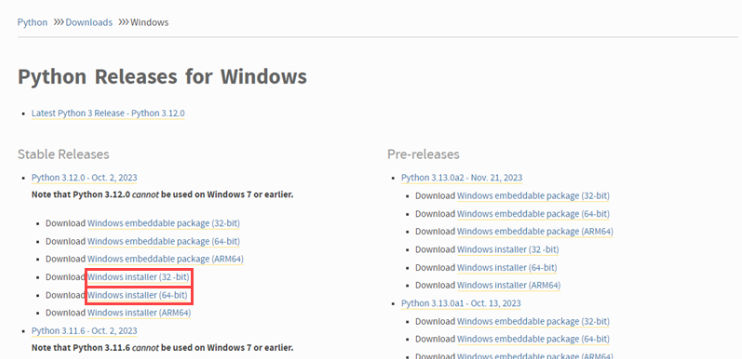 Python >>> Downloads >>> Windows
Python Releases for Windows
Latest Python 3 Release - Python 3.12.0
Stable Releases
Python 3.12.0 - Oct. 2, 2023
Note that Python 3.12.0 cannot be used on Windows 7 or earlier.
Download Windows embeddable package (32-bit)
Download Windows embeddable package (64-bit)
Download Windows embeddable package (ARM64)
Download Windows installer (32 -bit)
Download Windows installer (64-bit)
Download Windows installer (ARM64)
Python 3.11.6 - Oct. 2, 2023
Note that Python 3.11.6 cannot be used on Windows 7 or earlier.
Pre-releases
Python 3.13.0a2 - Nov. 21, 2023
Download Windows embeddable package (32-bit)
Download Windows embeddable package (64-bit)
Download Windows embeddable package (ARM64)
Download Windows installer (32 -bit)
Download Windows installer (64-bit)
Download Windows installer (ARM64)
Python 3.13.0a1 - Oct. 13, 2023
Download Windows embeddable package (32-bit)
Download Windows embeddable package (64-bit)
Download Windows embeddable package (ARM64)